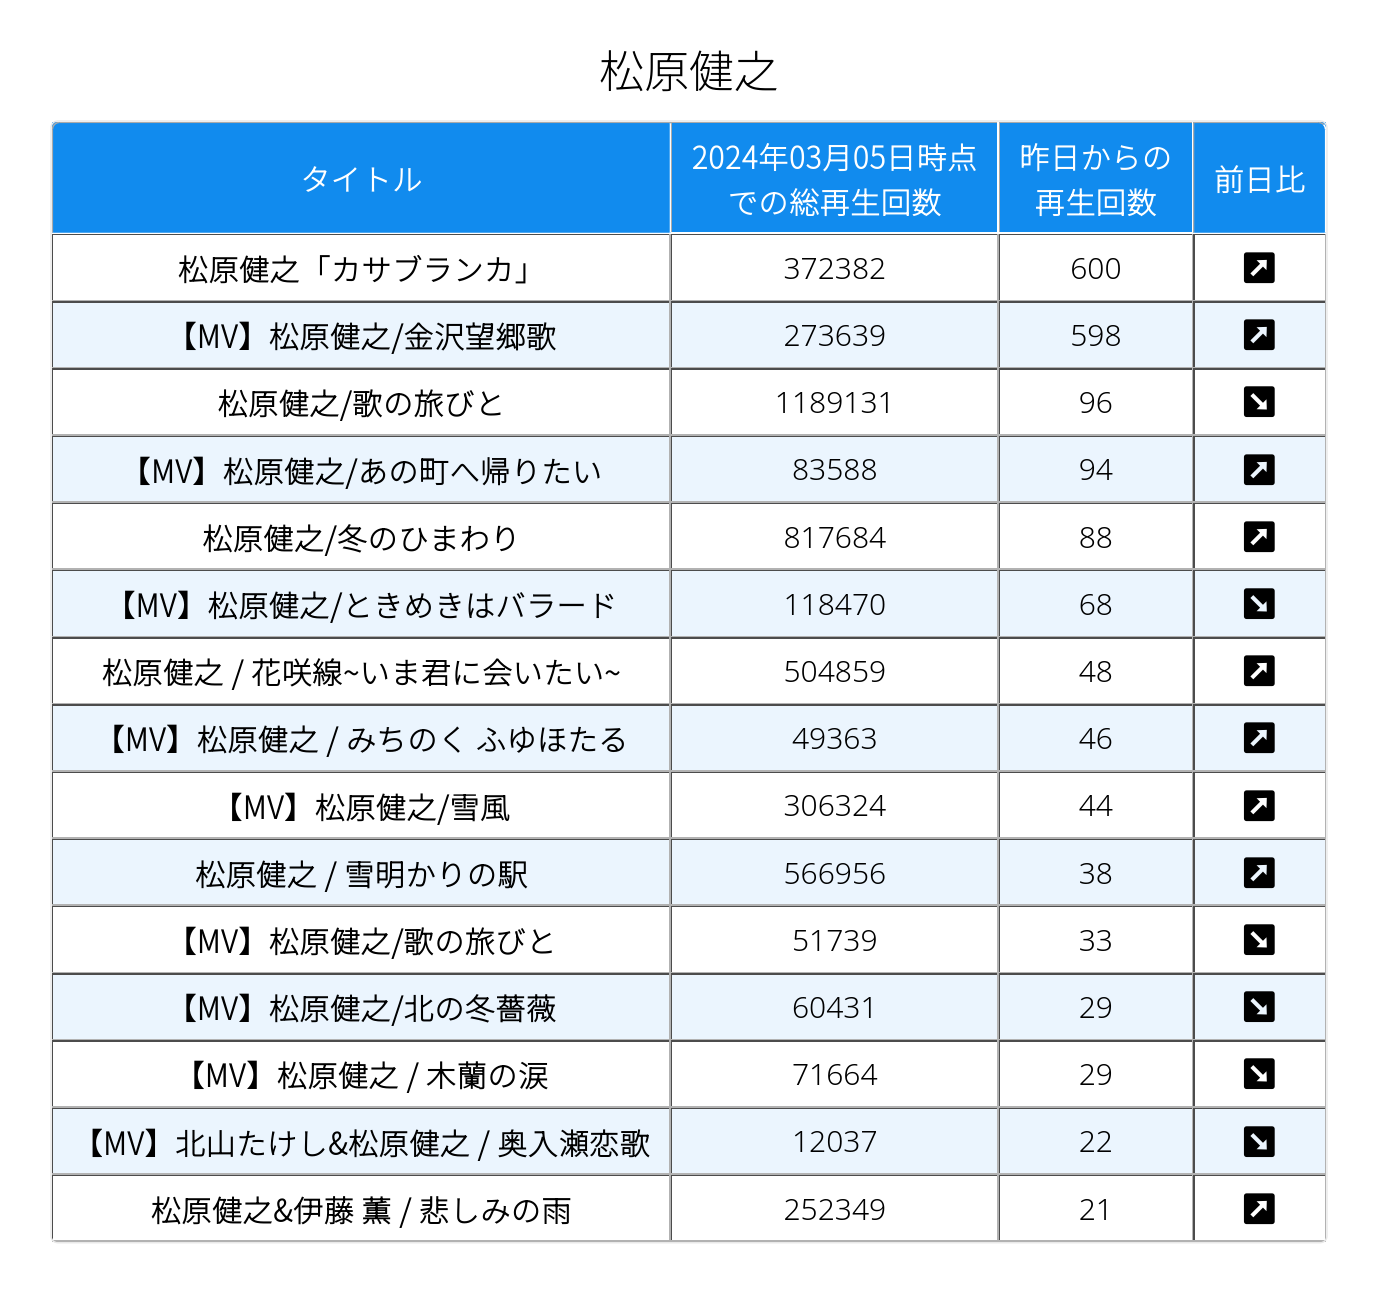 松原健之
タイトル 2024年03月05日時点での総再生回数 昨日からの再生回数 前日比
松原健之「カサブランカ」 372382 600 ↗
【MV】松原健之/金沢望郷歌 273639 598 ↗
松原健之/歌の旅びと 1189131 96 ↘
【MV】松原健之/あの町へ帰りたい 83588 94 ↗
松原健之/冬のひまわり 817684 88 ↗
【MV】松原健之/ときめきはバラード 118470 68 ↘
松原健之 / 花咲線~いま君に会いたい~ 504859 48 ↗
【MV】松原健之 / みちのく ふゆほたる 49363 46 ↗
【MV】松原健之/雪風 306324 44 ↗
松原健之 / 雪明かりの駅 566956 38 ↗
【MV】松原健之/歌の旅びと 51739 33 ↘
【MV】松原健之/北の冬薔薇 60431 29 ↘
【MV】松原健之 / 木蘭の涙 71664 29 ↘
【MV】北山たけし&松原健之 / 奥入瀬恋歌 12037 22 ↘
松原健之&伊藤 薫 / 悲しみの雨 252349 21 ↗